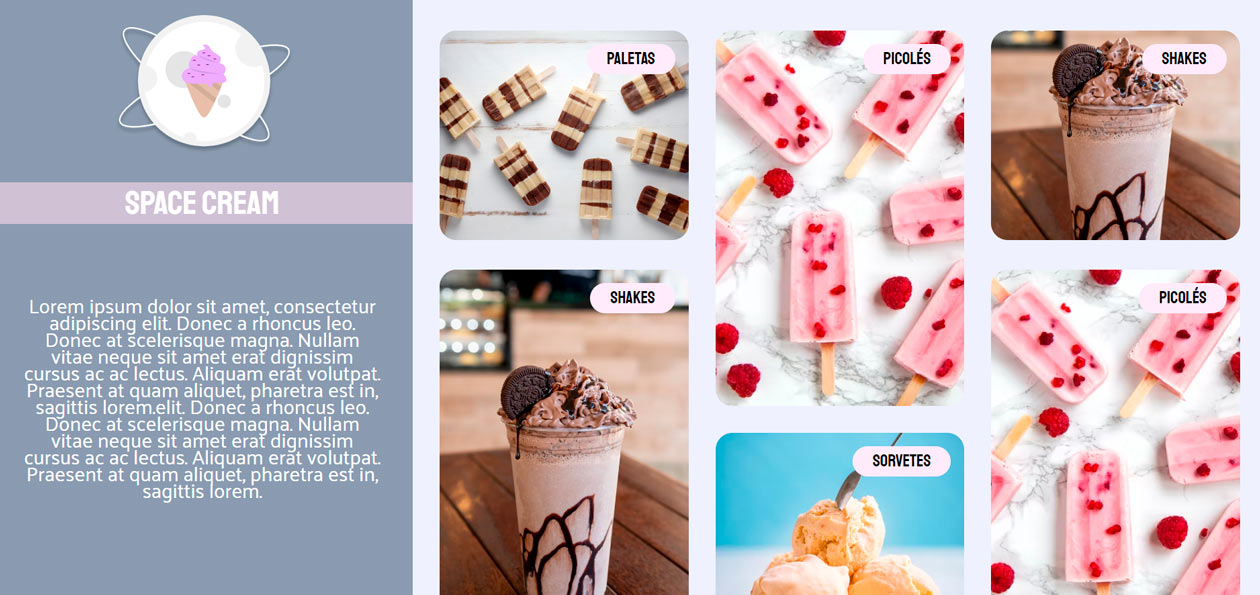 SPACE CREAM
Lorem ipsum dolor sit amet, consectetur
adipiscing elit. Donec a rhoncus leo.
Donec at scelerisque magna. Nullam
vitae neque sit amet erat dignissim
cursus ac ac lectus. Aliquam erat volutpat.
Praesent at quam aliquet, pharetra est in,
sagittis lorem.elit. Donec a rhoncus leo.
Donec at scelerisque magna. Nullam
vitae neque sit amet erat dignissim
cursus ac ac lectus. Aliquam erat volutpat.
Praesent at quam aliquet, pharetra est in,
sagittis lorem.
PALETAS
PICOLÉS
SHAKES
SHAKES
PICOLÉS
SORVETES